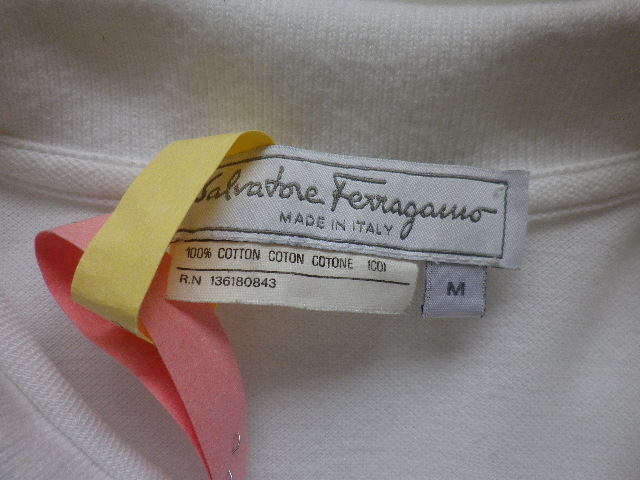 Salvatore Ferragamo
MADE IN ITALY
100% COTTON COTON COTONE (CO)
R.N 136180843
M